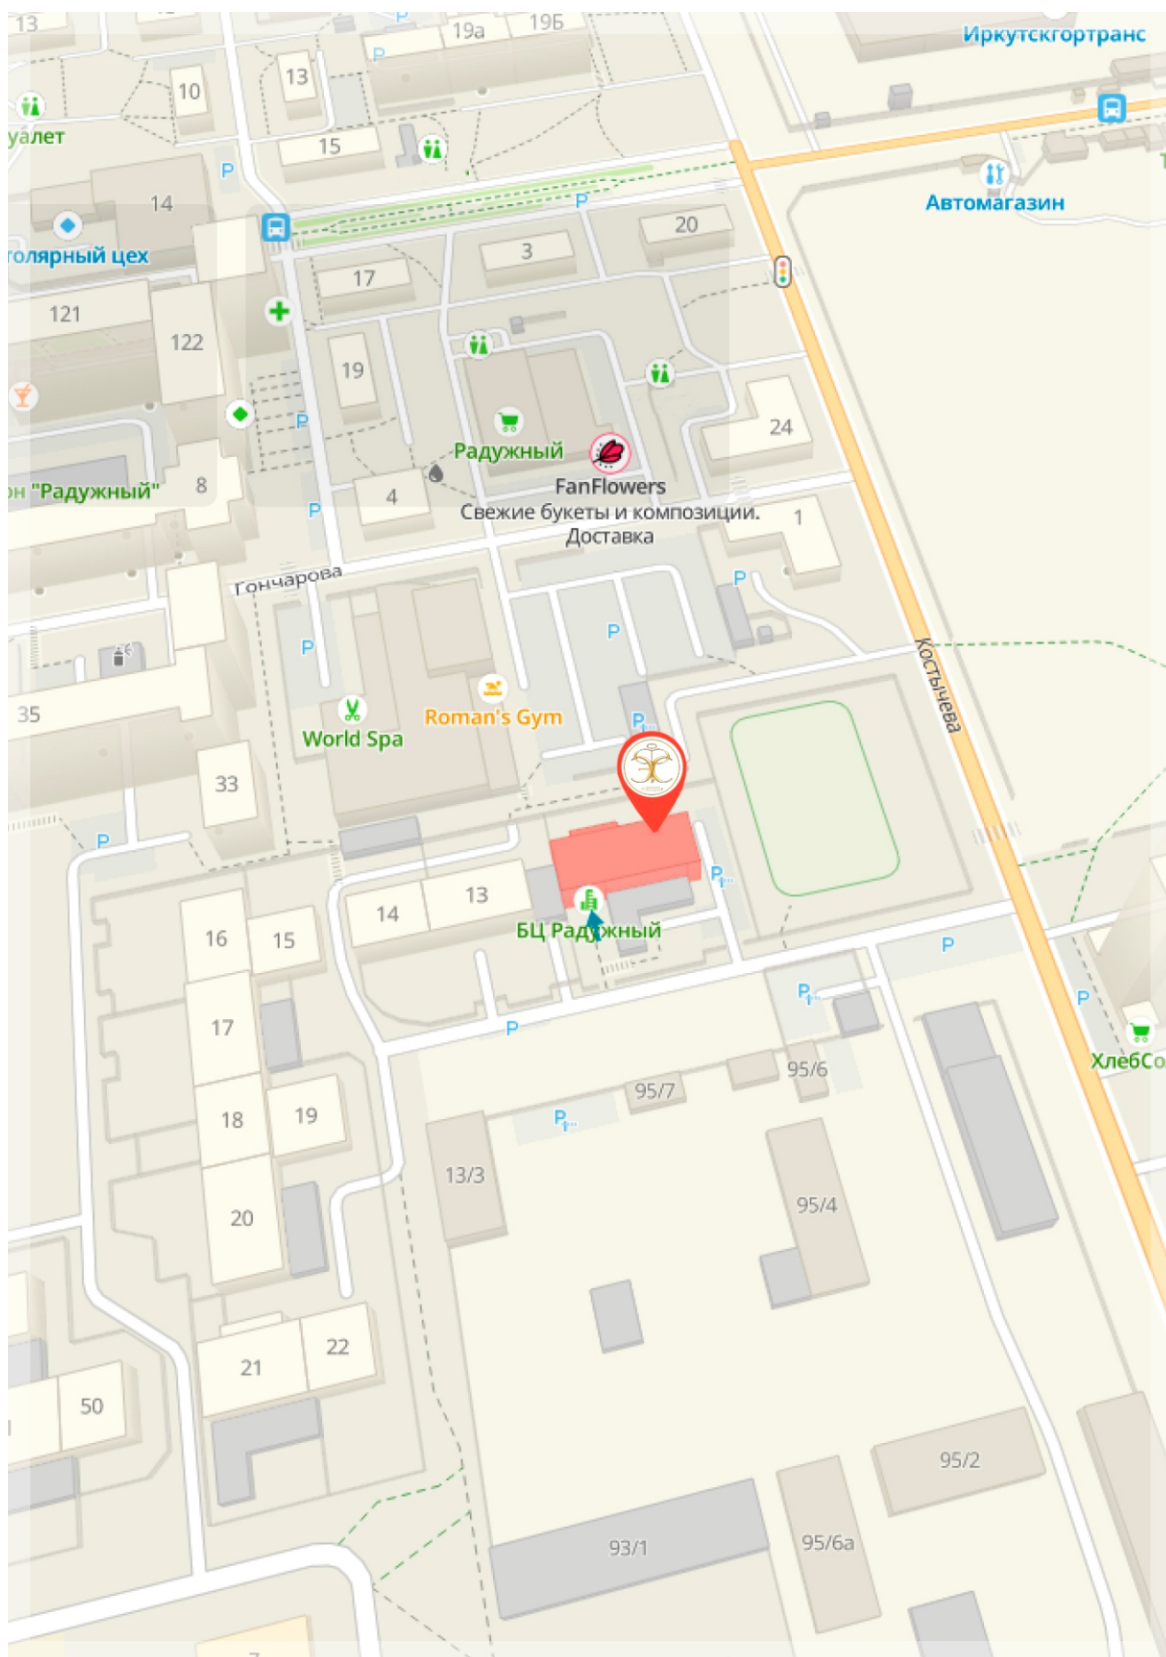 13
19а
19Б
Р
Иркутскгортранс
10
13
уалет
15
Р
14
Р
Автомагазин
толярный цех
17
3
20
121
122
19
Р
Радужный
24
FanFlowers
Свежие букеты и композиции.
Доставка
он "Радужный"
8
Р
4
1
Гончарова
Р
Р
Р
Костычева
35
World Spa
Roman's Gym
Р
33
Р
Р
14
13
БЦ Радужный
16
15
Р
Р
Р
17
Р
ХлебСо
95/6
95/7
18
19
Р
13/3
20
95/4
21
22
50
95/2
93/1
95/6а
7